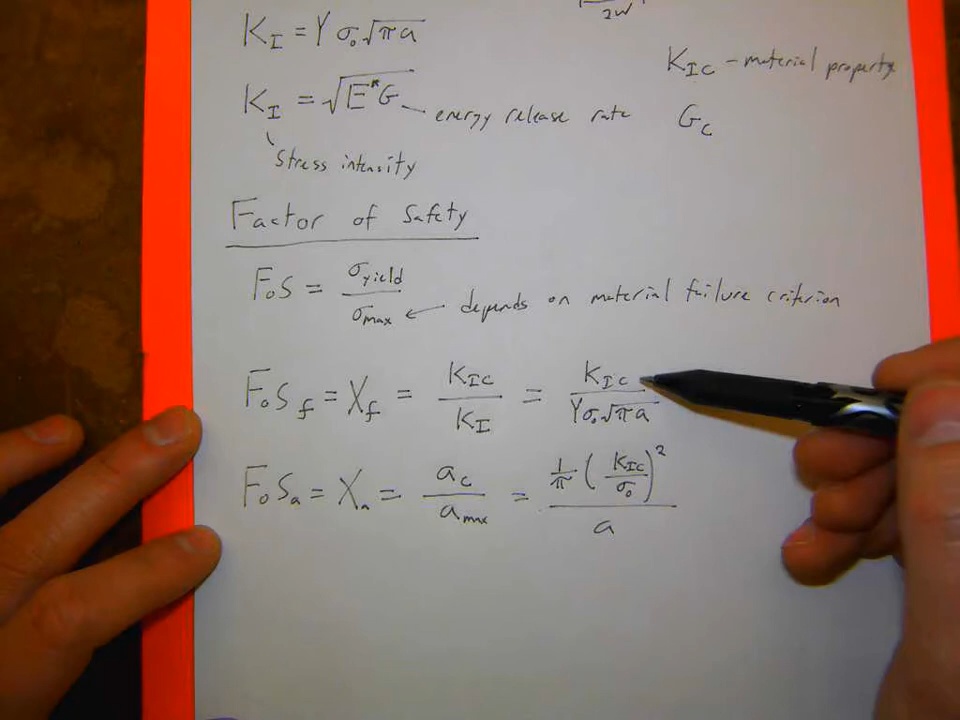 2W
K_I = Y σ₀ √πa
K_IC – material property
K_I = √E*G — energy release rate
G_c
stress intensity
Factor of Safety
FoS = σ_yield / σ_max ← depends on material failure criterion
FoS_f = X_f = K_IC / K_I = K_IC / Yσ₀√πa
FoS_a = X_a = a_c / a_max = 1/π (K_IC / σ₀)² / a